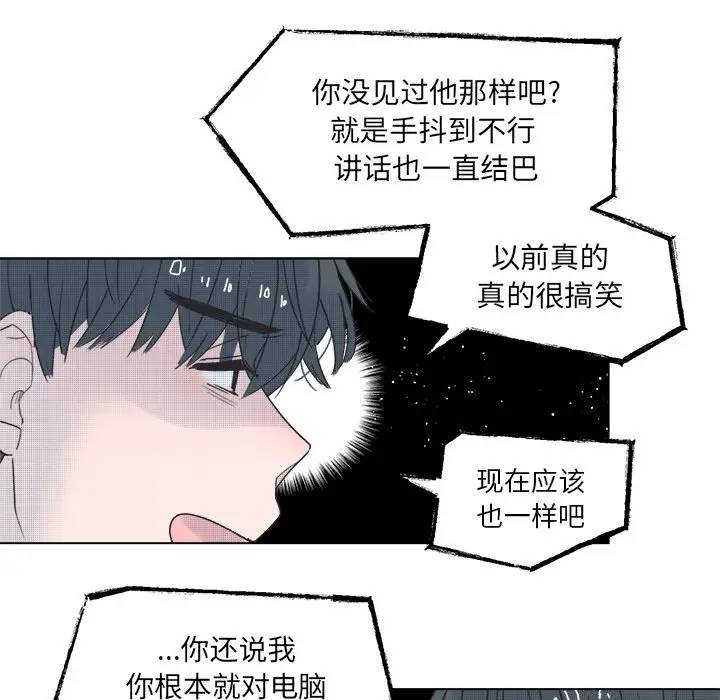 你没见过他那样吧?
就是手抖到不行
讲话也一直结巴
以前真的
真的很搞笑
现在应该
也一样吧
...你还说我
你根本就对电脑